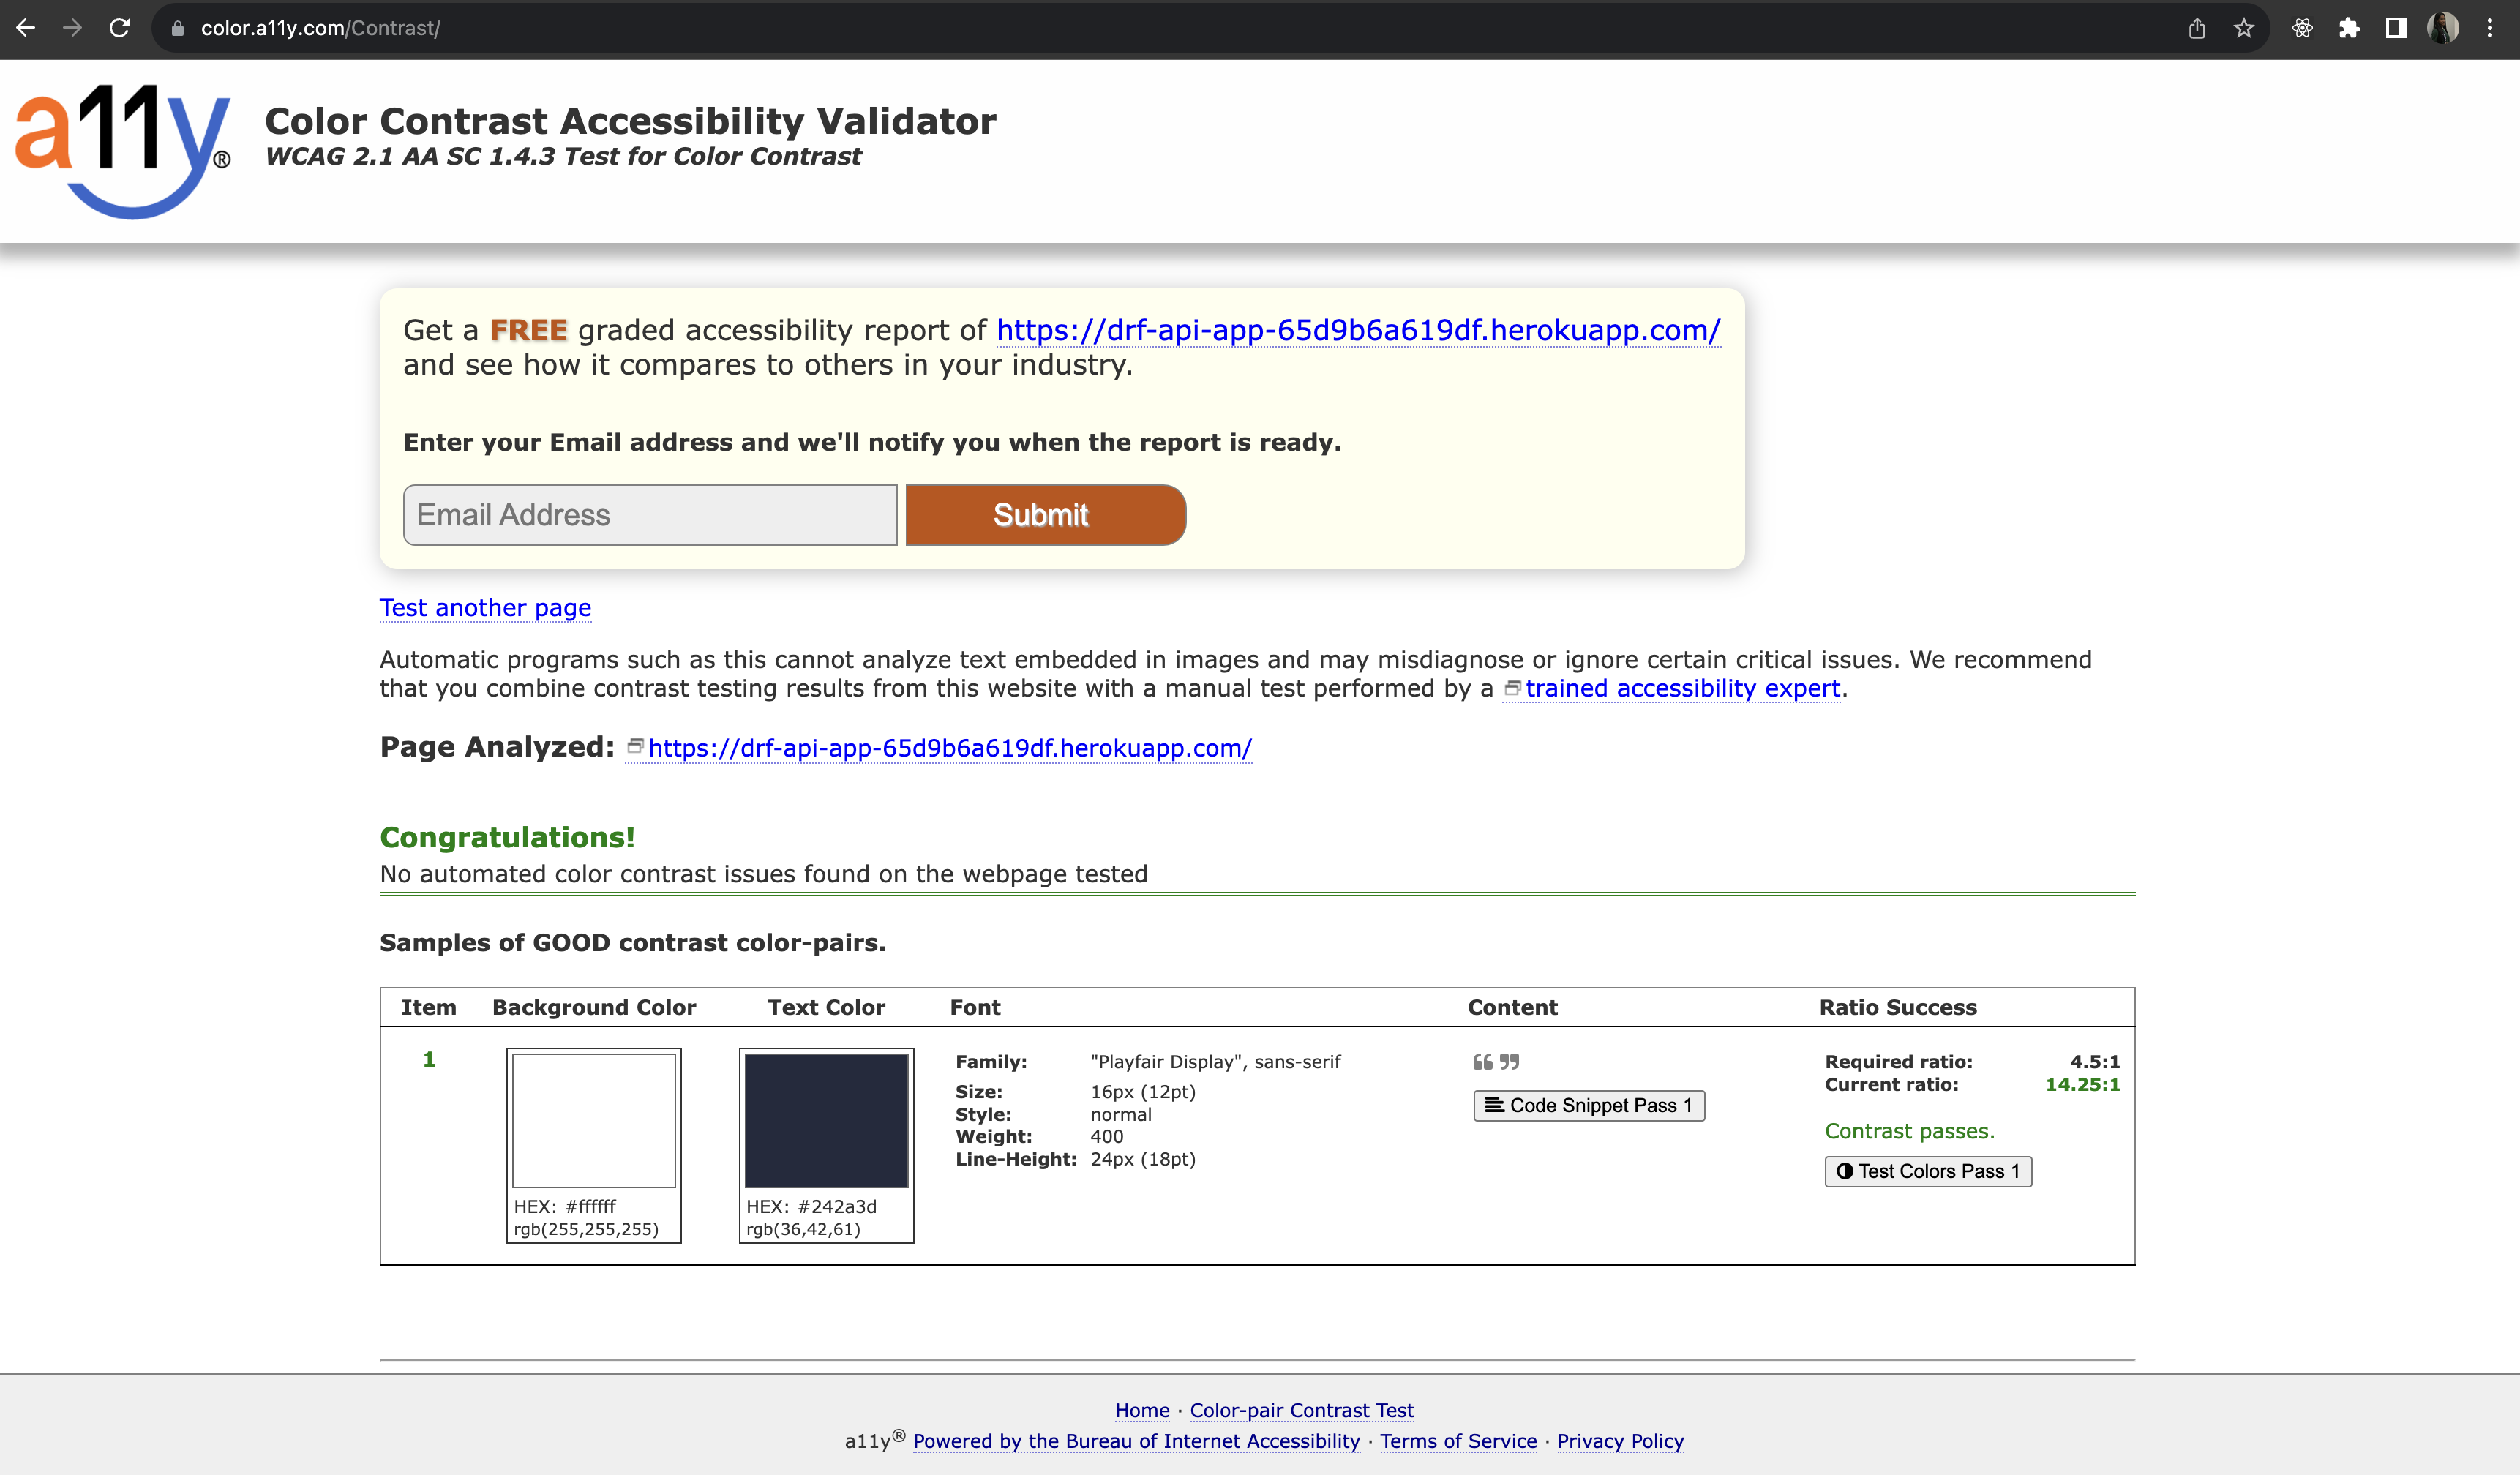 color.a11y.com/Contrast/
a11y®
Color Contrast Accessibility Validator
WCAG 2.1 AA SC 1.4.3 Test for Color Contrast
Get a FREE graded accessibility report of https://drf-api-app-65d9b6a619df.herokuapp.com/
and see how it compares to others in your industry.
Enter your Email address and we'll notify you when the report is ready.
Email Address
Submit
Test another page
Automatic programs such as this cannot analyze text embedded in images and may misdiagnose or ignore certain critical issues. We recommend
that you combine contrast testing results from this website with a manual test performed by a trained accessibility expert.
Page Analyzed: https://drf-api-app-65d9b6a619df.herokuapp.com/
Congratulations!
No automated color contrast issues found on the webpage tested
Samples of GOOD contrast color-pairs.
Item Background Color Text Color Font Content Ratio Success
1
HEX: #ffffff
rgb(255,255,255)
HEX: #242a3d
rgb(36,42,61)
Family: "Playfair Display", sans-serif
Size: 16px (12pt)
Style: normal
Weight: 400
Line-Height: 24px (18pt)
Code Snippet Pass 1
Required ratio: 4.5:1
Current ratio: 14.25:1
Contrast passes.
Test Colors Pass 1
Home · Color-pair Contrast Test
a11y® Powered by the Bureau of Internet Accessibility · Terms of Service · Privacy Policy